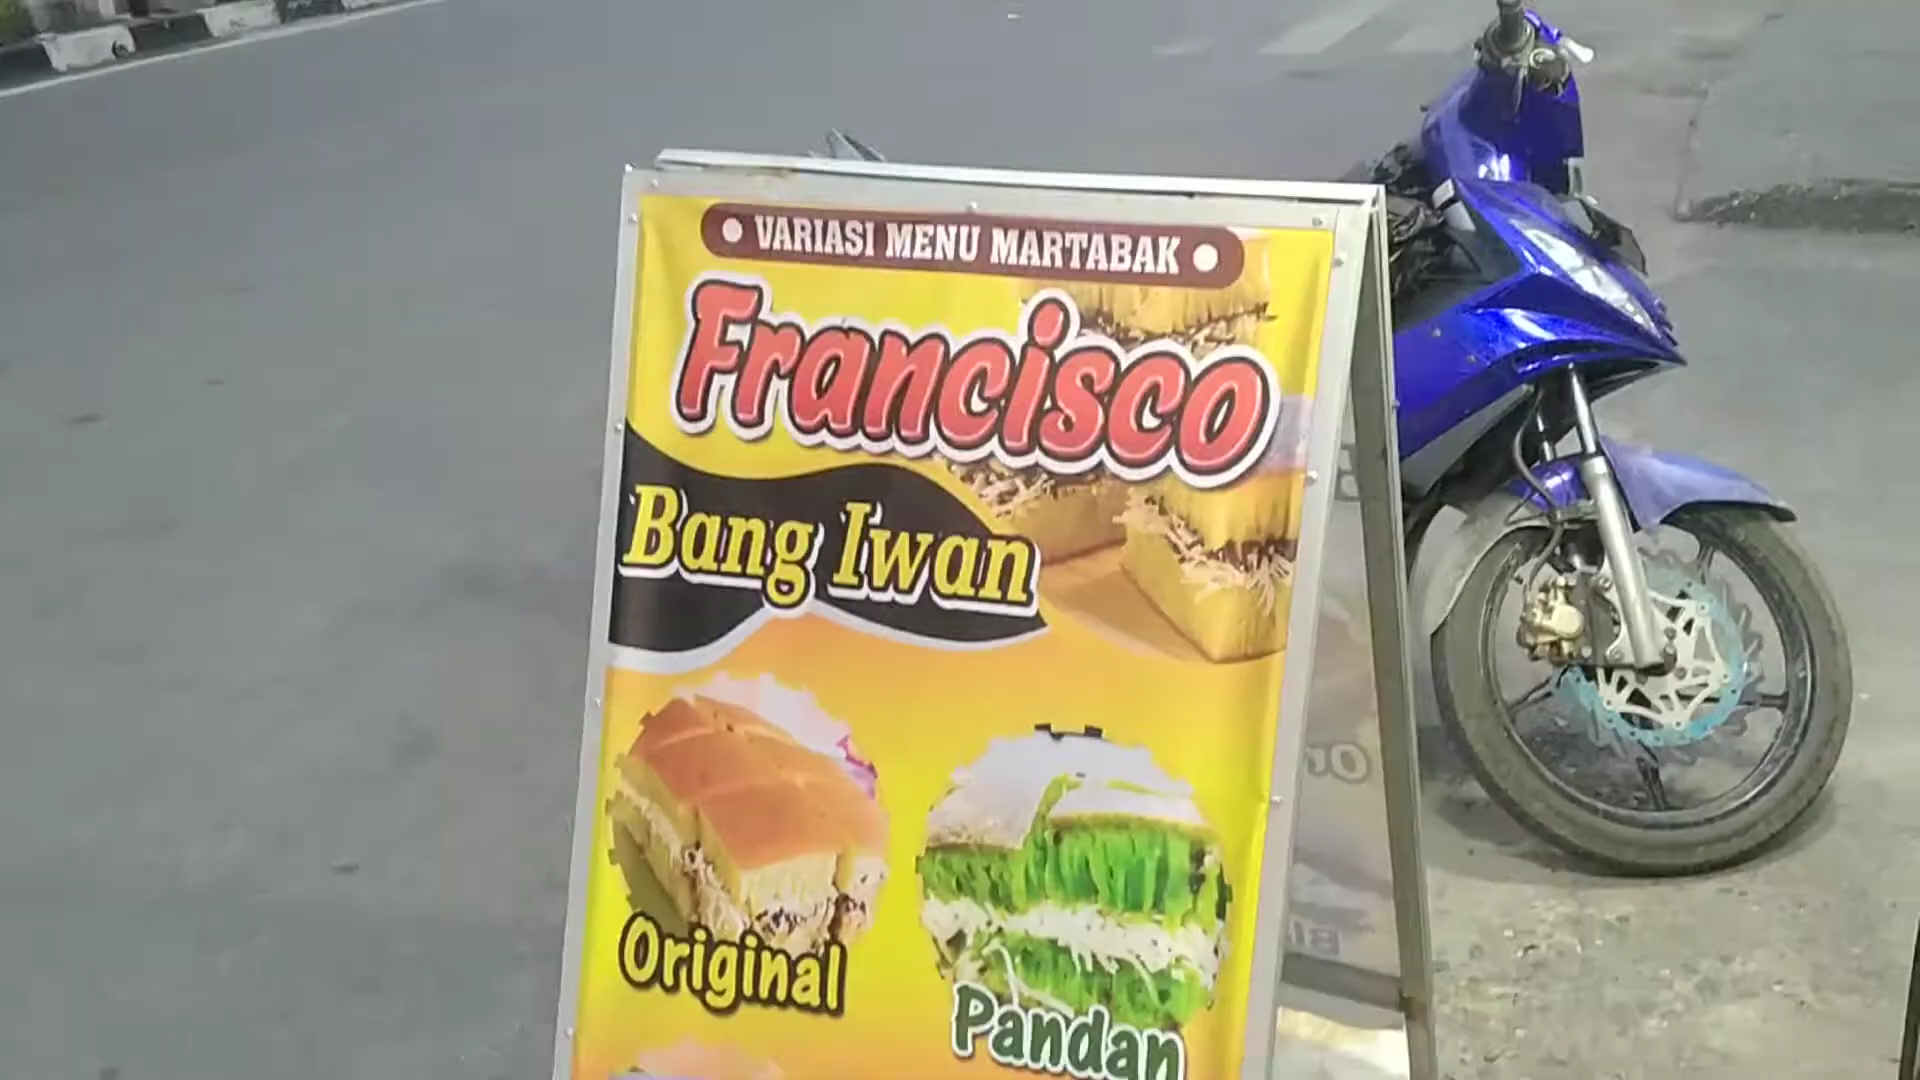 VARIASI MENU MARTABAK
Francisco
Bang Iwan
Original
Pandan